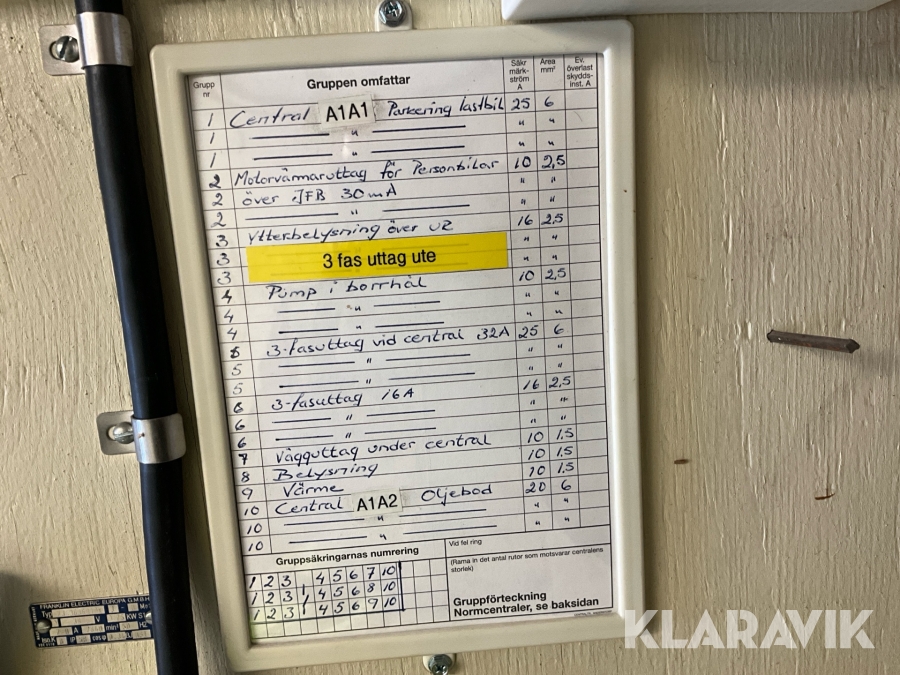 Grupp nr Gruppen omfattar Säkr märk- ström A Area mm² Ev. överlast skydds- inst. A
1 Central A1A1 Parkering lastbil 25 6
1 " " "
1 " " "
2 Motorvärmaruttag för Personbilar 10 2,5
2 över JFB 30mA " "
2 " " "
3 Ytterbelysning över UR 16 2,5
3 3 fas uttag ute " "
3 " "
4 Pump i borrhål 10 2,5
4 " " "
4 " " "
5 3-fasuttag vid central 32A 25 6
5 " " "
5 " " "
6 3-fasuttag 16A 16 2,5
6 " " "
6 " " "
7 Vägguttag under central 10 1.5
8 Belysning 10 1.5
9 Värme 10 1.5
10 Central A1A2 Oljebod 20 6
10 " " "
10 " " "
Gruppsäkringarnas numrering
1 2 3 4 5 6 7 10
1 2 3 4 5 6 8 10
1 2 3 4 5 6 9 10
Vid fel ring
(Rama in det antal rutor som motsvarar centralens storlek)
Gruppförteckning
Normcentraler, se baksidan
FRANKLIN ELECTRIC EUROPA G.M.B.H
KLARAVIK